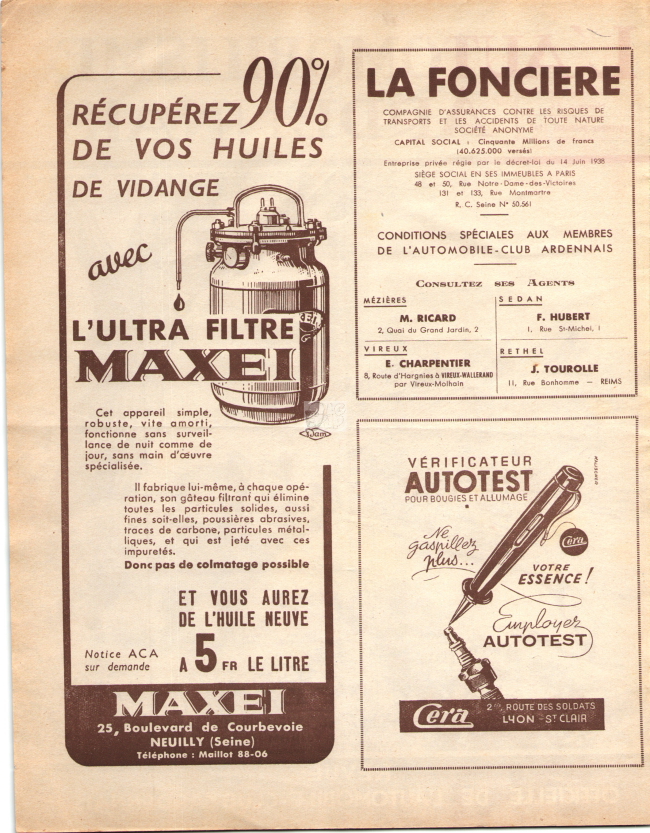 RÉCUPÉREZ 90%
DE VOS HUILES
DE VIDANGE
avec
L'ULTRA FILTRE
MAXEI
Cet appareil simple,
robuste, vite amorti,
fonctionne sans surveil-
lance de nuit comme de
jour, sans main d'œuvre
spécialisée.
Il fabrique lui-même, à chaque opé-
ration, son gâteau filtrant qui élimine
toutes les particules solides, aussi
fines soit-elles, poussières abrasives,
traces de carbone, particules métal-
liques, et qui est jeté avec ces
impuretés.
Donc pas de colmatage possible
ET VOUS AUREZ
DE L'HUILE NEUVE
A 5 FR LE LITRE
Notice ACA
sur demande
MAXEI
25, Boulevard de Courbevoie
NEUILLY (Seine)
Téléphone : Maillot 88-06
LA FONCIERE
COMPAGNIE D'ASSURANCES CONTRE LES RISQUES DE
TRANSPORTS ET LES ACCIDENTS DE TOUTE NATURE
SOCIÉTÉ ANONYME
CAPITAL SOCIAL : Cinquante Millions de francs
(40.625.000 versés)
Entreprise privée régie par le décret-loi du 14 Juin 1938
SIÈGE SOCIAL EN SES IMMEUBLES A PARIS
48 et 50, Rue Notre-Dame-des-Victoires
131 et 133, Rue Montmartre
R. C. Seine N° 50.561
CONDITIONS SPÉCIALES AUX MEMBRES
DE L'AUTOMOBILE-CLUB ARDENNAIS
CONSULTEZ SES AGENTS
MÉZIÈRES
M. RICARD
2, Quai du Grand Jardin, 2
SEDAN
F. HUBERT
1, Rue St-Michel, 1
VIREUX
E. CHARPENTIER
8, Route d'Hargnies à VIREUX-WALLERAND
par Vireux-Molhain
RETHEL
J. TOUROLLE
11, Rue Bonhomme — REIMS
VÉRIFICATEUR
AUTOTEST
POUR BOUGIES ET ALLUMAGE
Ne
gaspillez
plus...
Céra
VOTRE
ESSENCE !
Employez
AUTOTEST
Céra
ROUTE DES SOLDATS
LYON - ST CLAIR